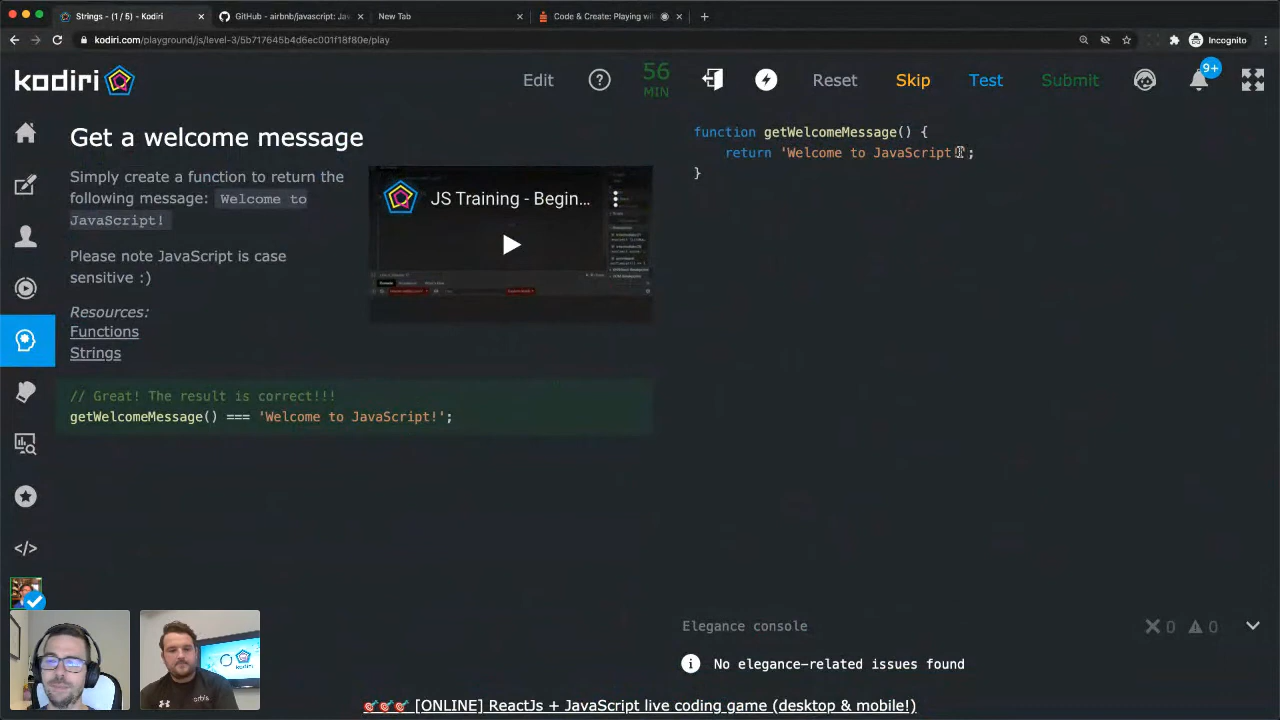 Strings - (1 / 5) - Kodiri
GitHub - airbnb/javascript: Jav
New Tab
Code & Create: Playing wi
kodiri.com/playground/js/level-3/5b717645b4d6ec001f18f80e/play
Incognito
kodiri
Edit
56
MIN
Reset
Skip
Test
Submit
9+
Get a welcome message
Simply create a function to return the
following message: Welcome to
JavaScript!
Please note JavaScript is case
sensitive :)
Resources:
Functions
Strings
JS Training - Begin...
// Great! The result is correct!!!
getWelcomeMessage() === 'Welcome to JavaScript!';
function getWelcomeMessage() {
return 'Welcome to JavaScript!';
}
Elegance console
0
0
No elegance-related issues found
kodiri
orble
[ONLINE] ReactJs + JavaScript live coding game (desktop & mobile!)